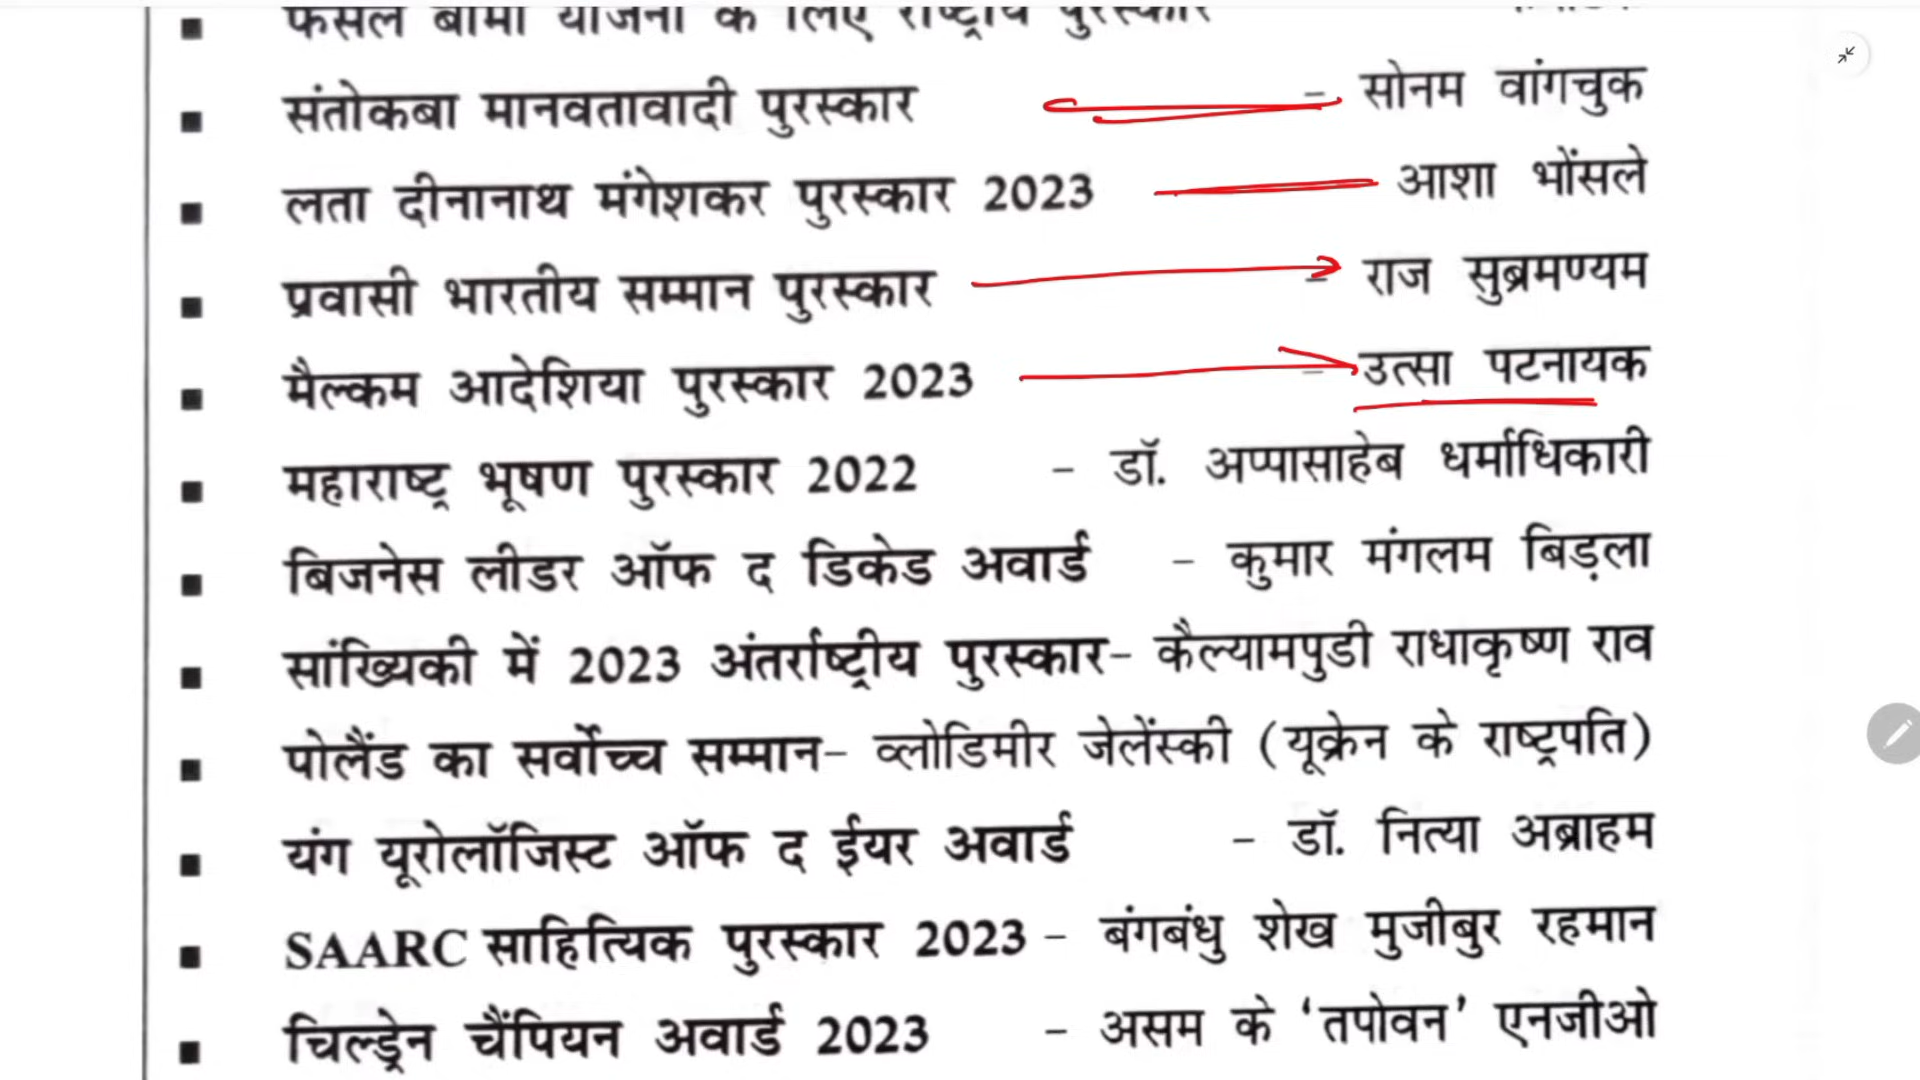 फसल बीमा योजना के लिए राष्ट्रीय पुरस्कार
संतोकबा मानवतावादी पुरस्कार - सोनम वांगचुक
लता दीनानाथ मंगेशकर पुरस्कार 2023 आशा भोंसले
प्रवासी भारतीय सम्मान पुरस्कार - राज सुब्रमण्यम
मैल्कम आदेशिया पुरस्कार 2023 - उत्सा पटनायक
महाराष्ट्र भूषण पुरस्कार 2022 - डॉ. अप्पासाहेब धर्माधिकारी
बिजनेस लीडर ऑफ द डिकेड अवार्ड - कुमार मंगलम बिड़ला
सांख्यिकी में 2023 अंतर्राष्ट्रीय पुरस्कार- कैल्यामपुडी राधाकृष्ण राव
पोलैंड का सर्वोच्च सम्मान- व्लोडिमीर जेलेंस्की (यूक्रेन के राष्ट्रपति)
यंग यूरोलॉजिस्ट ऑफ द ईयर अवार्ड - डॉ. नित्या अब्राहम
SAARC साहित्यिक पुरस्कार 2023 - बंगबंधु शेख मुजीबुर रहमान
चिल्ड्रेन चैंपियन अवार्ड 2023 - असम के ‘तपोवन’ एनजीओ